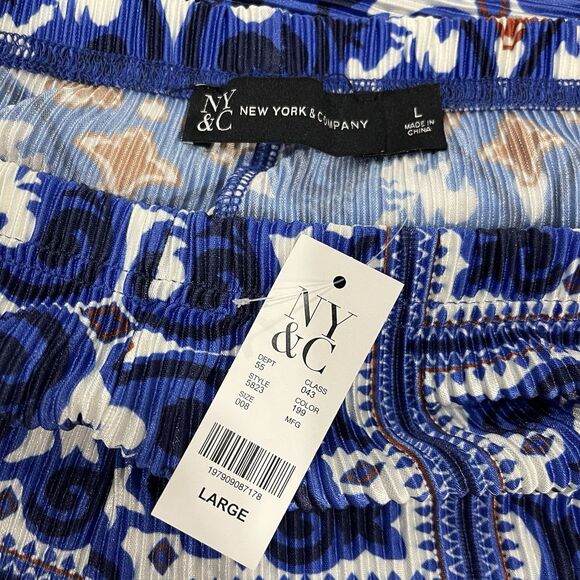 NY
&C
NEW YORK & COMPANY
L
MADE IN
CHINA
NY
&C
DEPT
55
CLASS
043
STYLE
5823
COLOR
199
SIZE
008
MFG
197909087178
LARGE